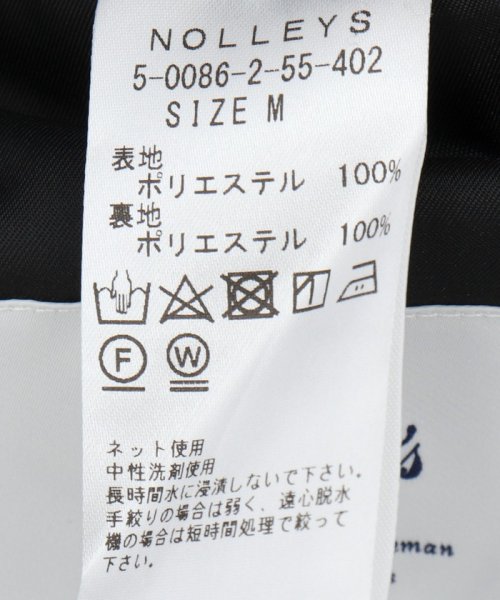 NOLLEYS
5-0086-2-55-402
SIZE M
表地
ポリエステル 100%
裏地
ポリエステル 100%
F W
ネット使用
中性洗剤使用
長時間水に浸漬しないで下さい。
手絞りの場合は弱く、遠心脱水
機の場合は短時間処理で絞って
下さい。